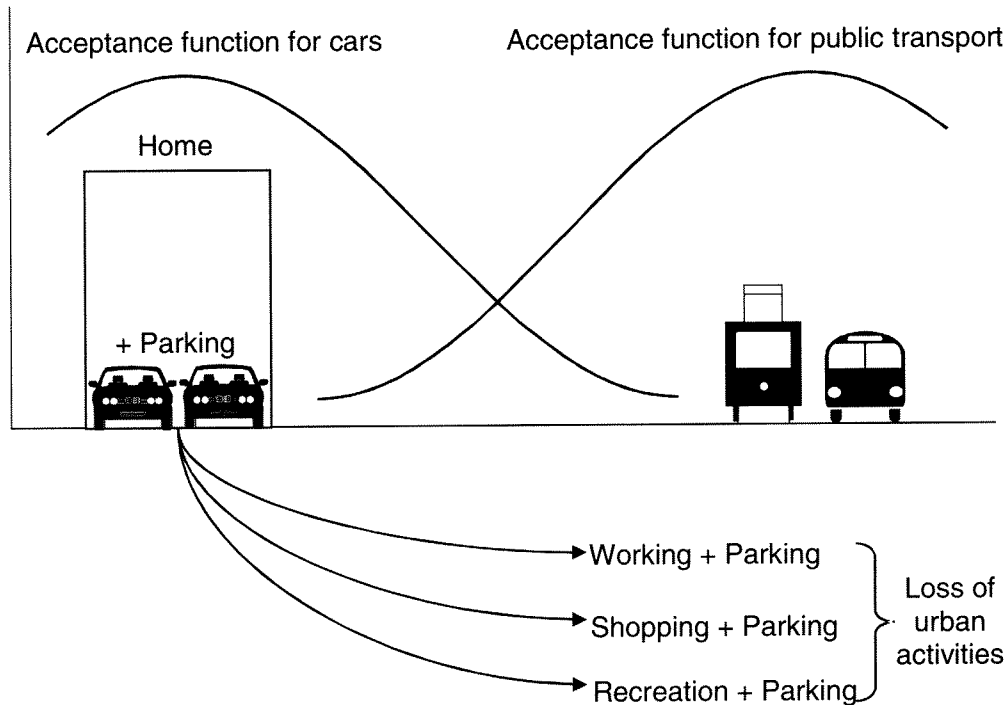 Acceptance function for cars
Acceptance function for public transport
Home
+ Parking
Working + Parking
Shopping + Parking
Recreation + Parking
Loss of
urban
activities